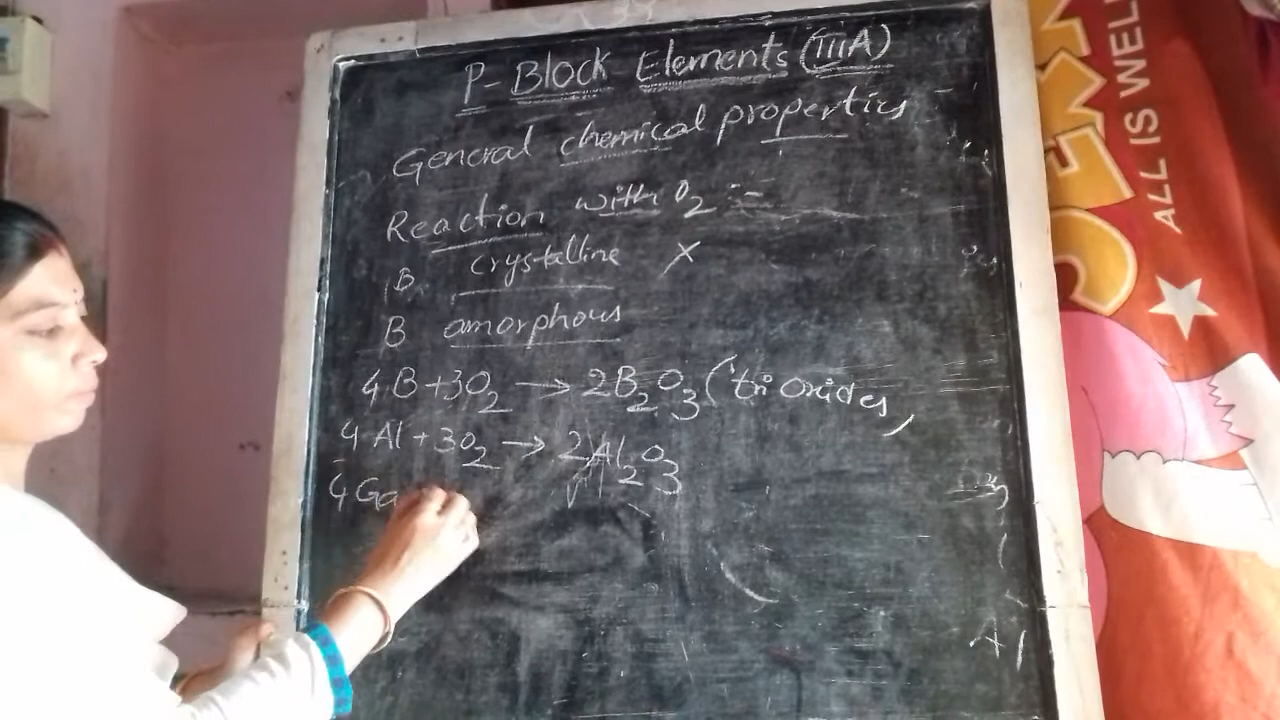 P-Block Elements (IIIA)
General chemical properties
Reaction with O2 :-
B crystalline X
B amorphous
4B + 3O2 → 2B2O3 (tri oxides,
4Al + 3O2 → 2Al2O3
4Ga
Al
ALL IS WELL